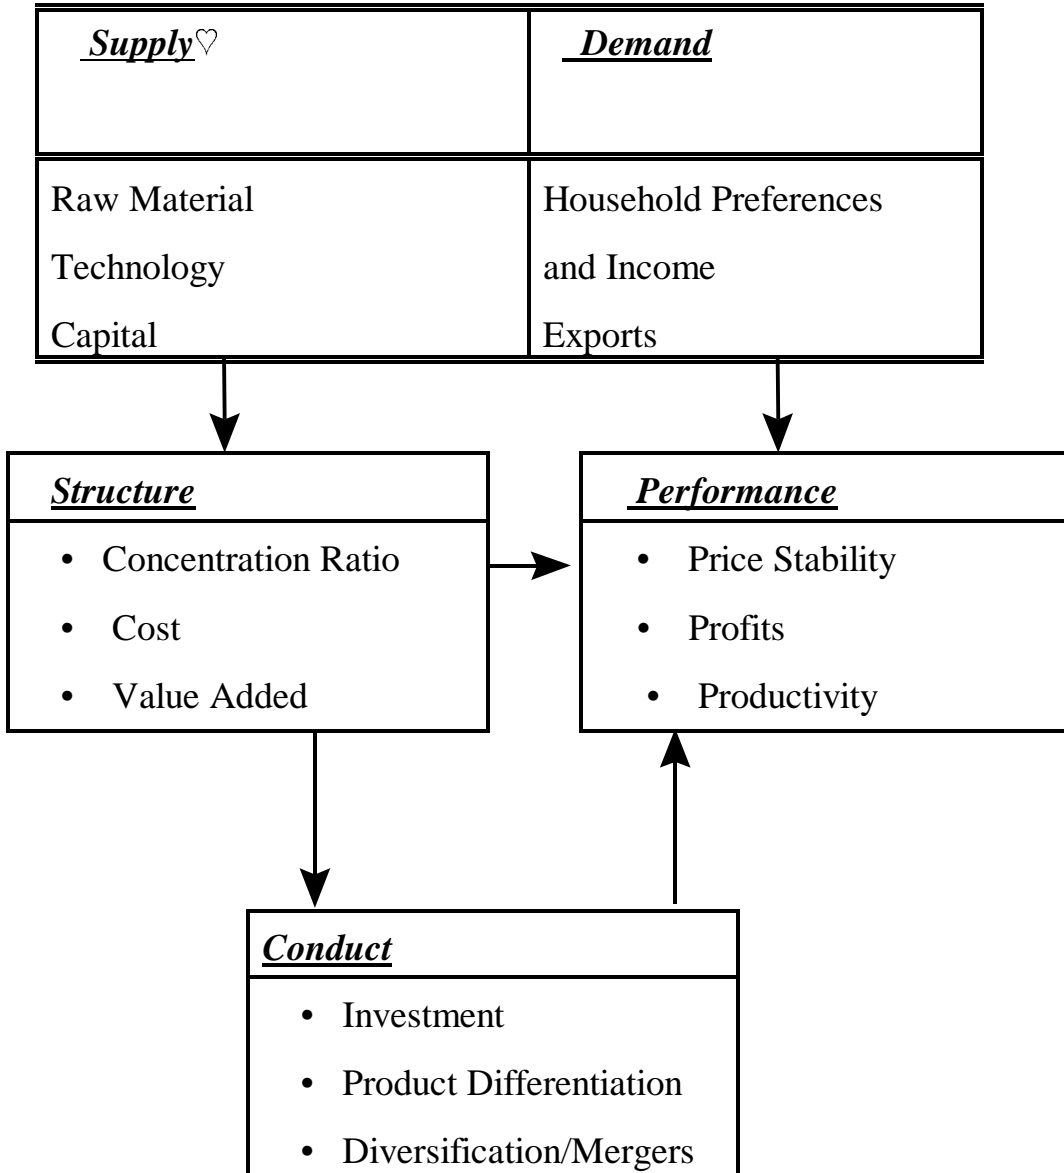 Supply♡
Demand
Raw Material
Technology
Capital
Household Preferences
and Income
Exports
Structure
• Concentration Ratio
• Cost
• Value Added
Performance
• Price Stability
• Profits
• Productivity
Conduct
• Investment
• Product Differentiation
• Diversification/Mergers